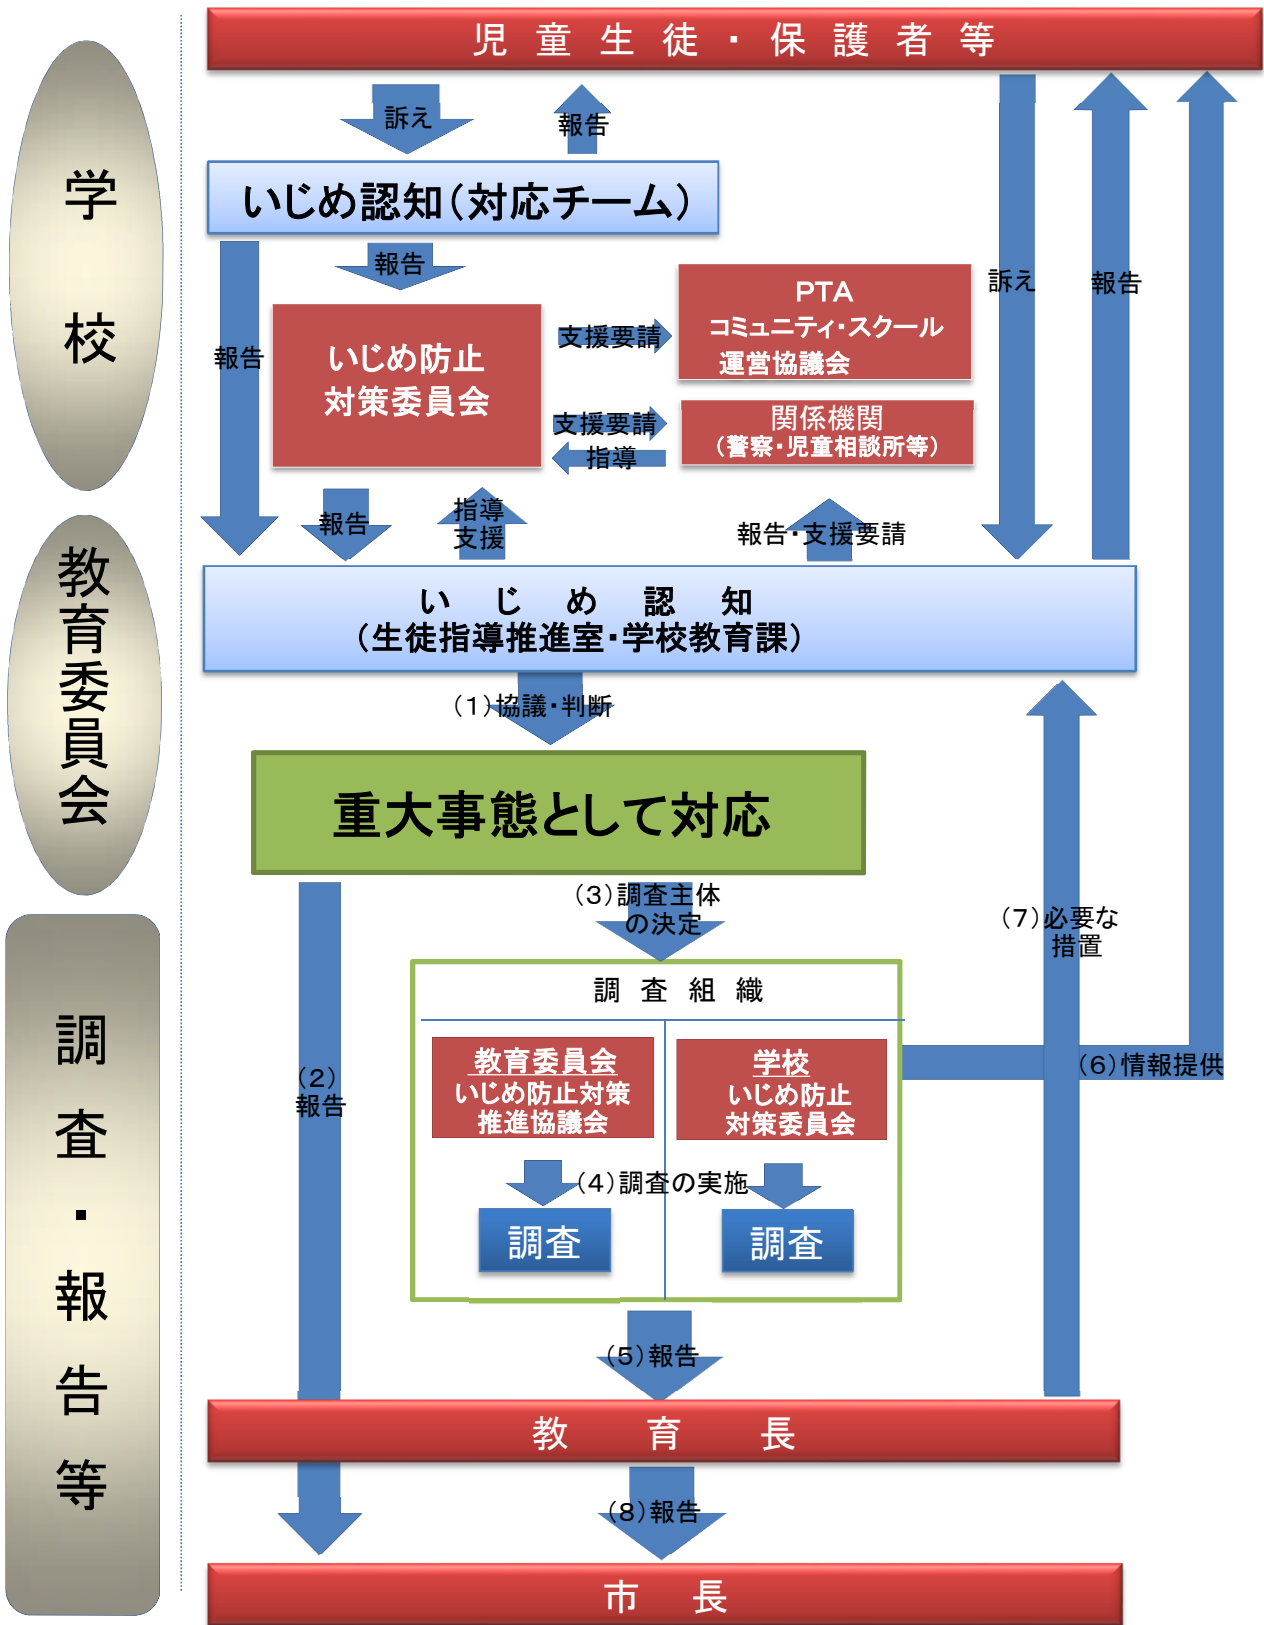 児童生徒・保護者等
訴え
報告
学校
いじめ認知(対応チーム)
報告
報告
訴え
報告
いじめ防止
対策委員会
支援要請
PTA
コミュニティ・スクール
運営協議会
支援要請
指導
関係機関
(警察・児童相談所等)
報告
指導
支援
報告・支援要請
教育委員会
いじめ認知
(生徒指導推進室・学校教育課)
(1)協議・判断
重大事態として対応
(3)調査主体
の決定
(7)必要な
措置
調査・報告等
調査組織
(2)
報告
教育委員会
いじめ防止対策
推進協議会
学校
いじめ防止
対策委員会
(6)情報提供
(4)調査の実施
調査
調査
(5)報告
教育長
(8)報告
市長